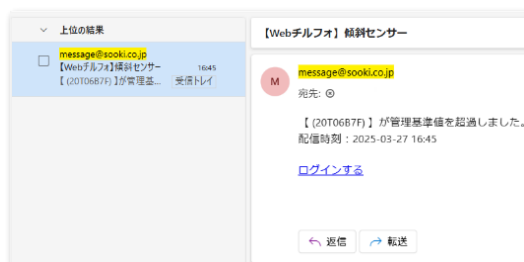 上位の結果
message@sooki.co.jp
【Webチルフォ】傾斜センサー 16:45
【 (20T06B7F) 】が管理基... 受信トレイ
【Webチルフォ】傾斜センサー
M
message@sooki.co.jp
宛先:
【 (20T06B7F) 】 が管理基準値を超過しました。
配信時刻：2025-03-27 16:45
ログインする
返信 転送